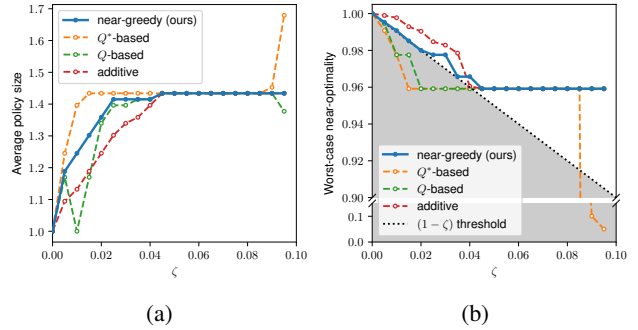 1.7
1.6
1.5
1.4
1.3
1.2
1.1
1.0
Average policy size
near-greedy (ours)
Q*-based
Q-based
additive
0.00 0.02 0.04 0.06 0.08 0.10
ζ
(a)
1.00
0.98
0.96
0.94
0.92
0.90
0.1
0.0
Worst-case near-optimality
near-greedy (ours)
Q*-based
Q-based
additive
(1 − ζ) threshold
0.00 0.02 0.04 0.06 0.08 0.10
ζ
(b)